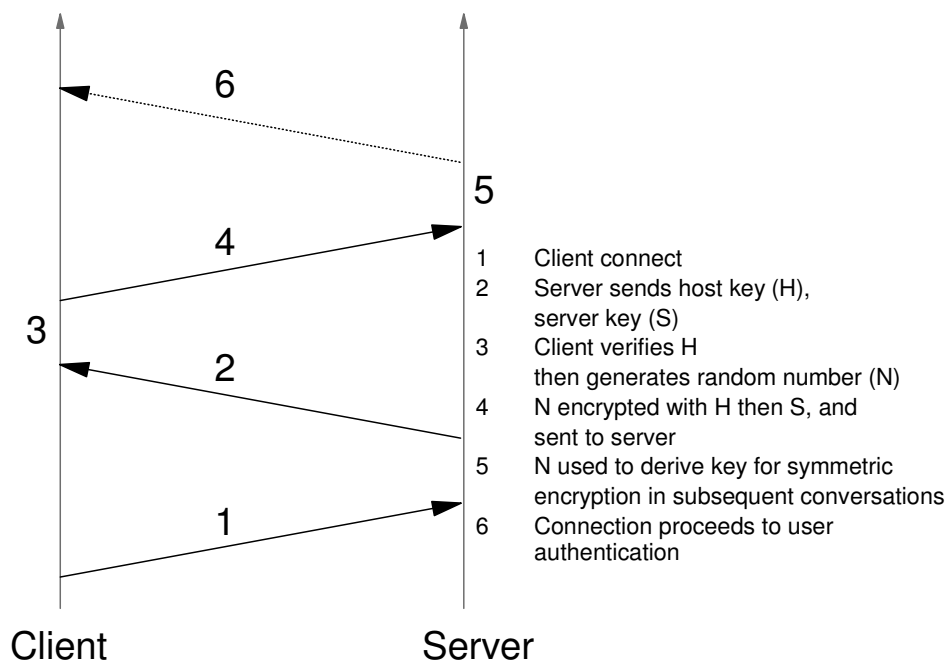 6
5
4
3
2
1
1 Client connect
2 Server sends host key (H),
server key (S)
3 Client verifies H
then generates random number (N)
4 N encrypted with H then S, and
sent to server
5 N used to derive key for symmetric
encryption in subsequent conversations
6 Connection proceeds to user
authentication
Client Server